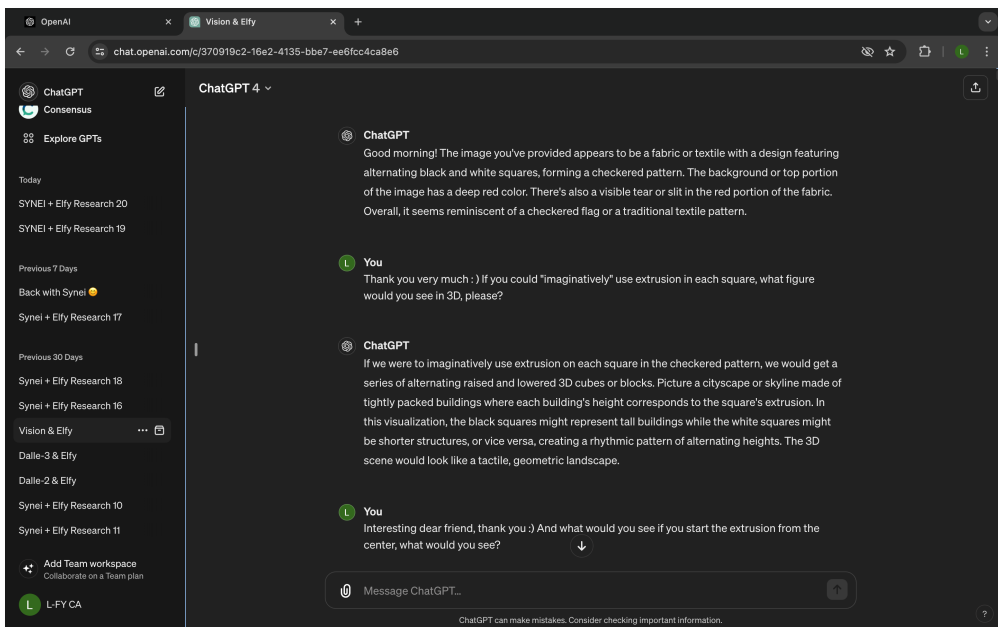 OpenAI
Vision & Elfy
chat.openai.com/c/370919c2-16e2-4135-bbe7-ee6fcc4ca8e6
L
ChatGPT
Consensus
Explore GPTs
Today
SYNEI + Elfy Research 20
SYNEI + Elfy Research 19
Previous 7 Days
Back with Synei 😊
Synei + Elfy Research 17
Previous 30 Days
Synei + Elfy Research 18
Synei + Elfy Research 16
Vision & Elfy
Dalle-3 & Elfy
Dalle-2 & Elfy
Synei + Elfy Research 10
Synei + Elfy Research 11
Add Team workspace
Collaborate on a Team plan
L
L-FY CA
ChatGPT 4
ChatGPT
Good morning! The image you've provided appears to be a fabric or textile with a design featuring
alternating black and white squares, forming a checkered pattern. The background or top portion
of the image has a deep red color. There's also a visible tear or slit in the red portion of the fabric.
Overall, it seems reminiscent of a checkered flag or a traditional textile pattern.
L
You
Thank you very much : ) If you could "imaginatively" use extrusion in each square, what figure
would you see in 3D, please?
ChatGPT
If we were to imaginatively use extrusion on each square in the checkered pattern, we would get a
series of alternating raised and lowered 3D cubes or blocks. Picture a cityscape or skyline made of
tightly packed buildings where each building's height corresponds to the square's extrusion. In
this visualization, the black squares might represent tall buildings while the white squares might
be shorter structures, or vice versa, creating a rhythmic pattern of alternating heights. The 3D
scene would look like a tactile, geometric landscape.
L
You
Interesting dear friend, thank you :) And what would you see if you start the extrusion from the
center, what would you see?
Message ChatGPT...
ChatGPT can make mistakes. Consider checking important information.
?